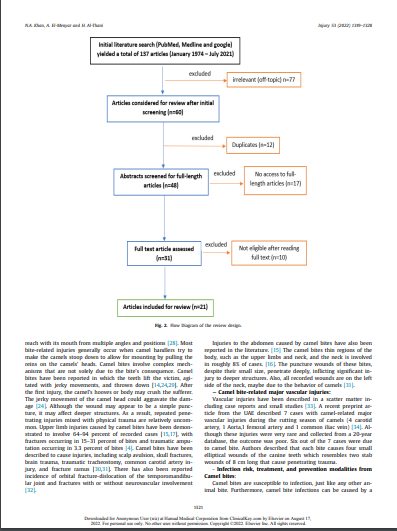 N.A. Khan, A. El-Menyar and H. Al-Thani
Injury 53 (2022) 1189–1128
Initial literature search (PubMed, Medline and google)
yielded a total of 137 articles (January 1974 – July 2021)
excluded
irrelevant (off-topic) n=77
Articles considered for review after initial
screening (n=60)
excluded
Duplicates (n=12)
Abstracts screened for full-length
articles (n=48)
excluded
No access to full-
length articles (n=17)
Full text article assessed
(n=31)
excluded
Not eligible after reading
full text (n=10)
Articles included for review (n=21)
Fig. 2. Flow Diagram of the review design.
reach with its mouth from multiple angles and positions [28]. Most
bite-related injuries generally occur when camel handlers try to
make the camels stoop down to allow for mounting by pulling the
reins on the camels' heads. Camel bites involve complex mech-
anisms that are not solely due to the bite's consequence. Camel
bites have been reported in which the teeth lift the victim, agi-
tated with jerky movements, and thrown down [14,24,29]. After
the first injury, the camel's hooves or body may crush the sufferer.
The jerky movement of the camel head could aggravate the dam-
age [24]. Although the wound may appear to be a simple punc-
ture, it may affect deeper structures. As a result, repeated pene-
trating injuries mixed with physical trauma are relatively uncom-
mon. Upper limb injuries caused by camel bites have been demon-
strated to involve 64–84 percent of recorded cases [15,17], with
fractures occurring in 15–31 percent of bites and traumatic ampu-
tation occurring in 3.3 percent of bites [4]. Camel bites have been
described to cause injuries, including scalp avulsion, skull fractures,
brain trauma, traumatic craniotomy, common carotid artery in-
jury, and fracture ramus [30,31]. There has also been reported
incidence of orbital fracture-dislocation of the temporomandibu-
lar joint and fractures with or without neurovascular involvement
[32].
Injuries to the abdomen caused by camel bites have also been
reported in the literature. [15] The camel bites thin regions of the
body, such as the upper limbs and neck, and the neck is involved
in roughly 8% of cases. [16]. The puncture wounds of these bites,
despite their small size, penetrate deeply, inflicting significant in-
jury to deeper structures. Also, all recorded wounds are on the left
side of the neck, maybe due to the behavior of camels [33].
– Camel bite-related major vascular injuries:
Vascular injuries have been described in a scatter matter in-
cluding case reports and small studies [33]. A recent preprint ar-
ticle from the UAE described 7 cases with camel-related major
vascular injuries during the rutting season of camels (4 carotid
artery, 1 Aorta,1 femoral artery and 1 common iliac vein) [34]. Al-
though these injuries were very rare and collected from a 20-year
database, the outcome was poor. Six out of the 7 cases were due
to camel bite. Authors described that each bite causes four small
elliptical wounds of the canine teeth which resembles two stab
wounds of 8 cm long that cause penetrating trauma.
– Infection risk, treatment, and prevention modalities from
Camel bites:
Camel bites are susceptible to infection, just like any other an-
imal bite. Furthermore, camel bite infections can be caused by a
1121
Downloaded for Anonymous User (n/a) at Hamad Medical Corporation from ClinicalKey.com by Elsevier on August 17,
2022. For personal use only. No other uses without permission. Copyright ©2022. Elsevier Inc. All rights reserved.